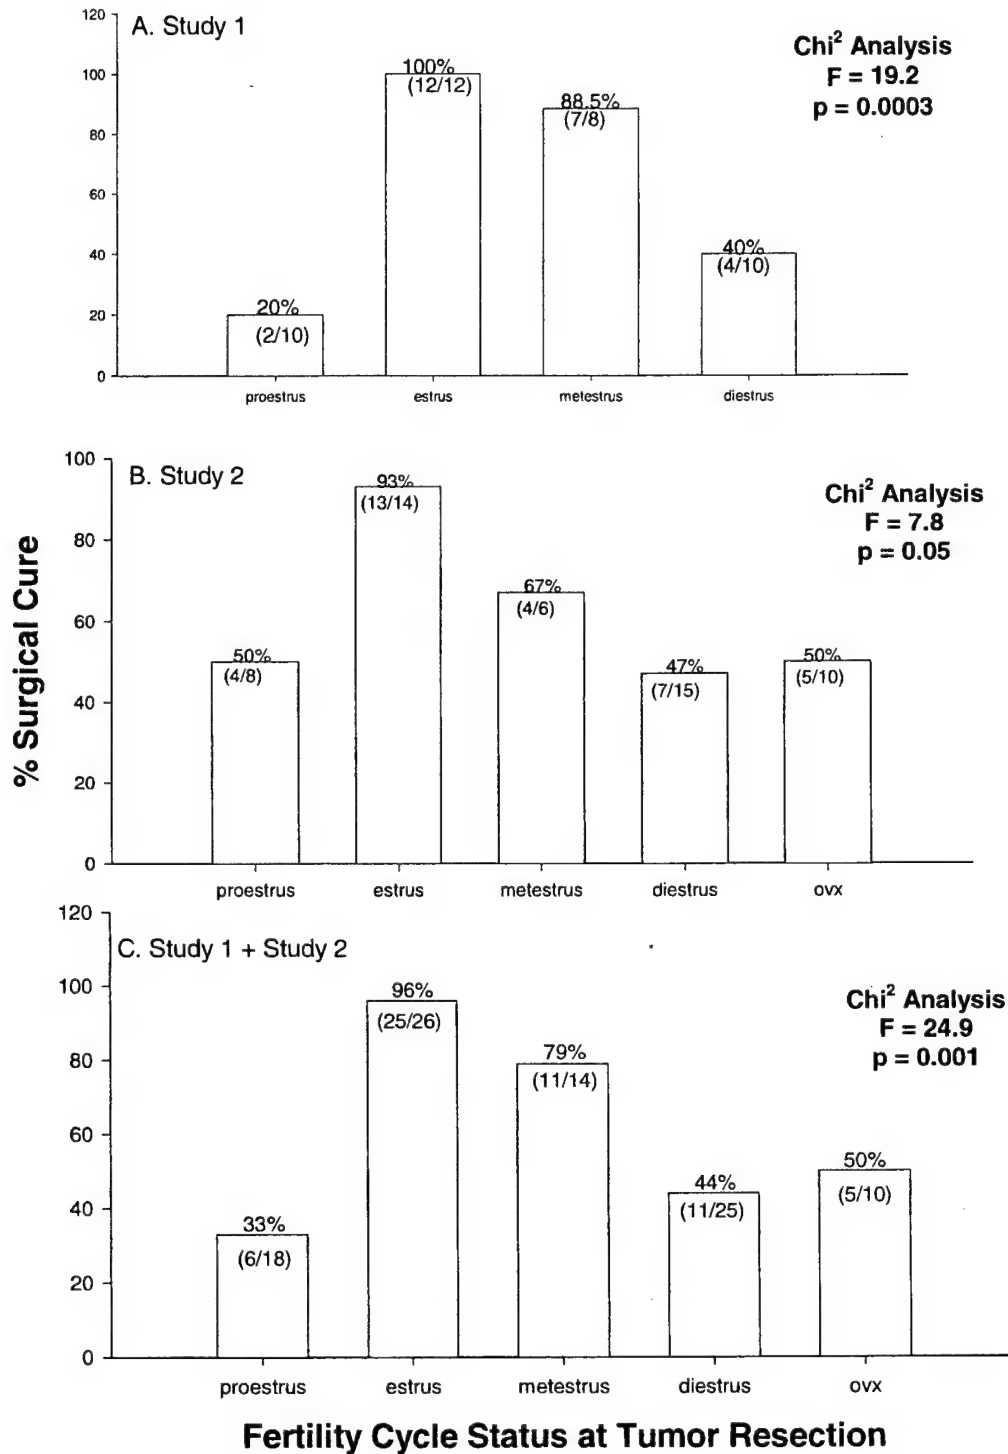 A. Study 1
Chi² Analysis
F = 19.2
p = 0.0003
120
100
80
60
40
20
0
20%
(2/10)
100%
(12/12)
88.5%
(7/8)
40%
(4/10)
proestrus
estrus
metestrus
diestrus
% Surgical Cure
B. Study 2
Chi² Analysis
F = 7.8
p = 0.05
100
80
60
40
20
0
50%
(4/8)
93%
(13/14)
67%
(4/6)
47%
(7/15)
50%
(5/10)
proestrus
estrus
metestrus
diestrus
ovx
C. Study 1 + Study 2
Chi² Analysis
F = 24.9
p = 0.001
120
100
80
60
40
20
0
33%
(6/18)
96%
(25/26)
79%
(11/14)
44%
(11/25)
50%
(5/10)
proestrus
estrus
metestrus
diestrus
ovx
Fertility Cycle Status at Tumor Resection